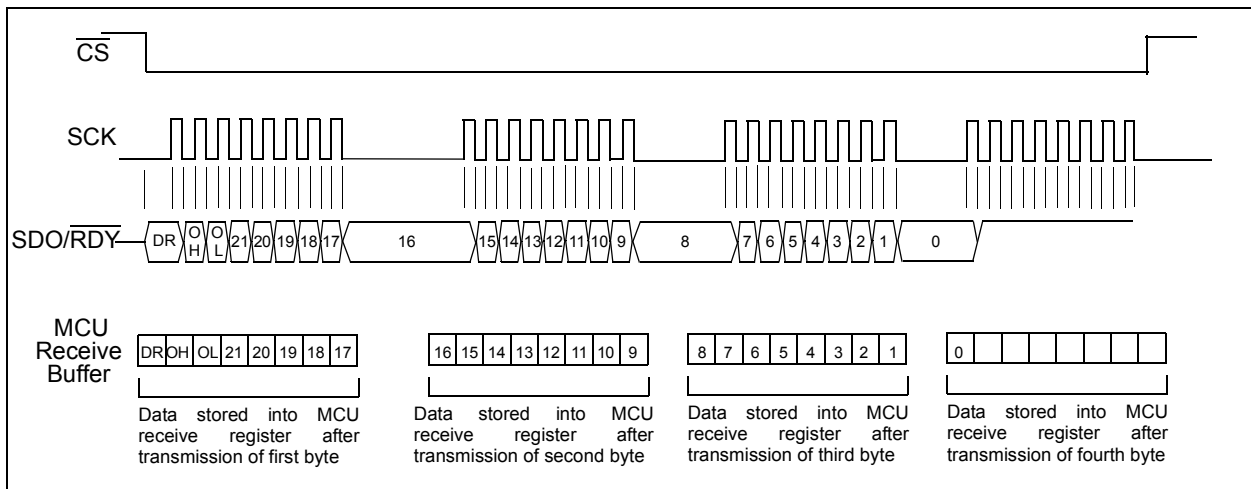 CS
SCK
SDO/RDY
DR O H O L 21 20 19 18 17 16 15 14 13 12 11 10 9 8 7 6 5 4 3 2 1 0
MCU
Receive
Buffer
DR OH OL 21 20 19 18 17
16 15 14 13 12 11 10 9
8 7 6 5 4 3 2 1
0
Data stored into MCU
receive register after
transmission of first byte
Data stored into MCU
receive register after
transmission of second byte
Data stored into MCU
receive register after
transmission of third byte
Data stored into MCU
receive register after
transmission of fourth byte